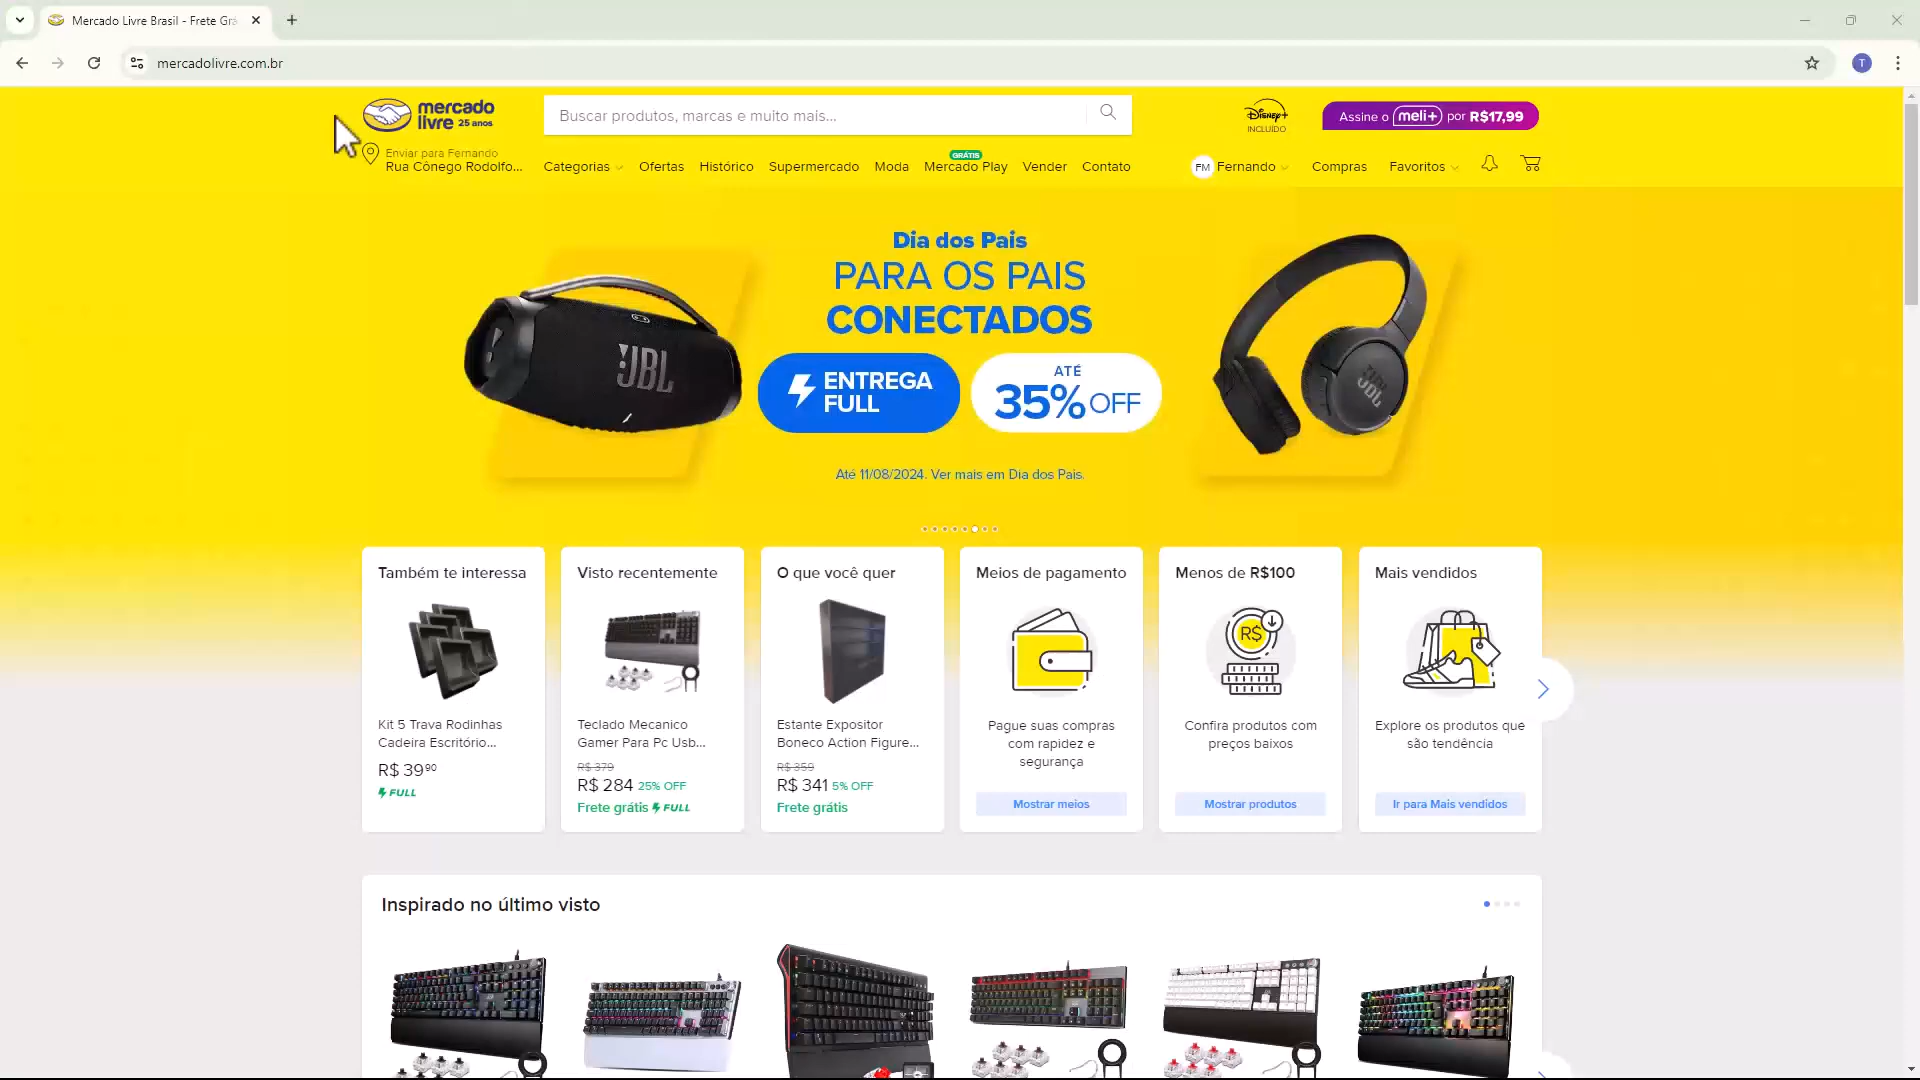 Mercado Livre Brasil - Frete Grá
mercadolivre.com.br
T
mercado
livre 25 anos
Buscar produtos, marcas e muito mais...
Disney+
INCLUÍDO
Assine o meli+ por R$17,99
Enviar para Fernando
Rua Cônego Rodolfo...
Categorias
Ofertas
Histórico
Supermercado
Moda
GRÁTIS
Mercado Play
Vender
Contato
FM Fernando
Compras
Favoritos
Dia dos Pais
PARA OS PAIS
CONECTADOS
ENTREGA
FULL
ATÉ
35% OFF
Até 11/08/2024. Ver mais em Dia dos Pais.
JBL
JBL
Também te interessa
Kit 5 Trava Rodinhas
Cadeira Escritório...
R$ 3990
FULL
Visto recentemente
Teclado Mecanico
Gamer Para Pc Usb...
R$ 379
R$ 284 25% OFF
Frete grátis FULL
O que você quer
Estante Expositor
Boneco Action Figure...
R$ 359
R$ 341 5% OFF
Frete grátis
Meios de pagamento
Pague suas compras
com rapidez e
segurança
Mostrar meios
Menos de R$100
R$
Confira produtos com
preços baixos
Mostrar produtos
Mais vendidos
Explore os produtos que
são tendência
Ir para Mais vendidos
Inspirado no último visto